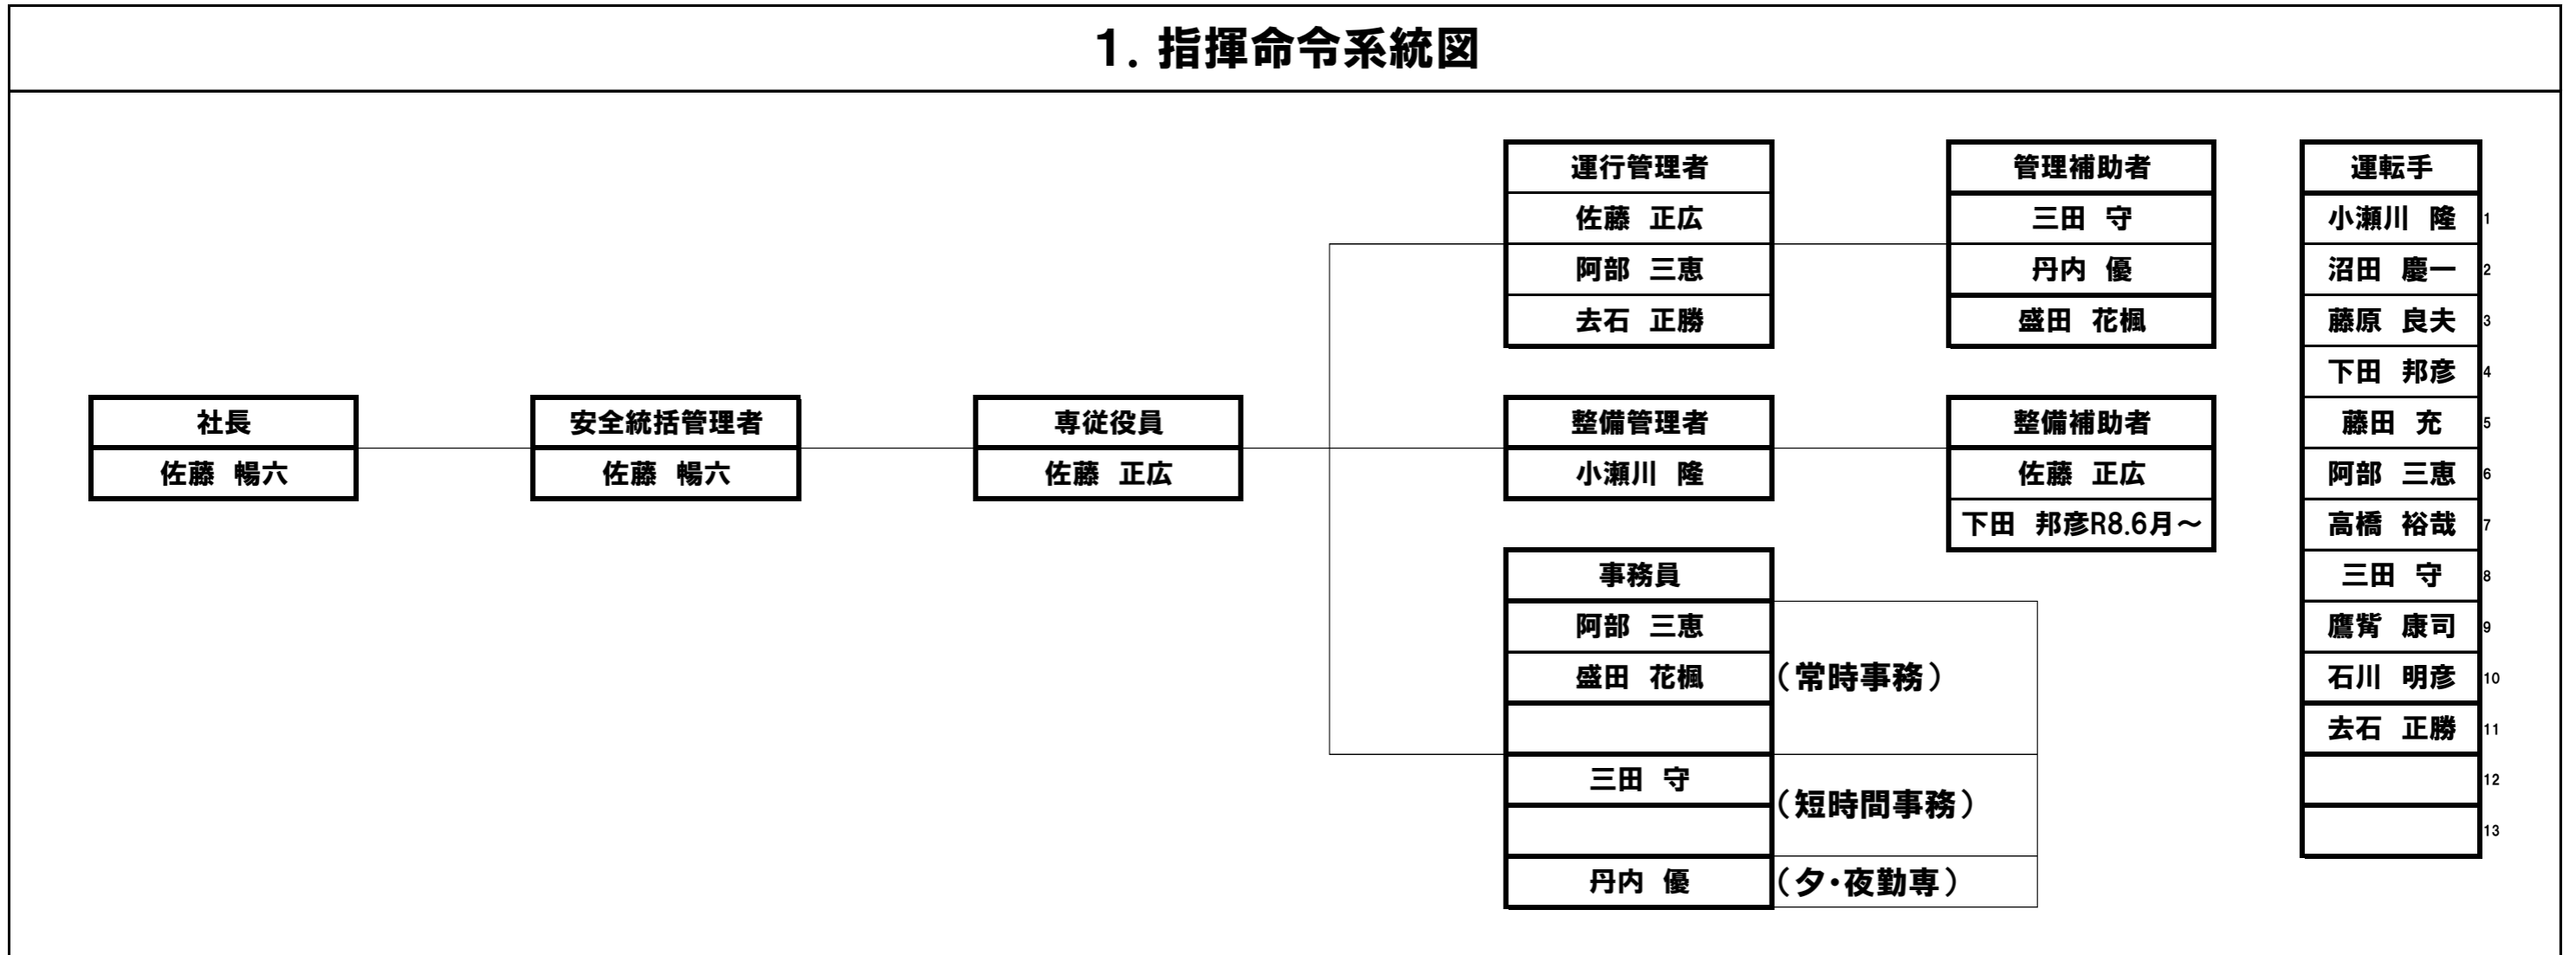 1. 指揮命令系統図
社長
佐藤 暢六
安全統括管理者
佐藤 暢六
専従役員
佐藤 正広
運行管理者
佐藤 正広
阿部 三恵
去石 正勝
管理補助者
三田 守
丹内 優
盛田 花楓
整備管理者
小瀬川 隆
整備補助者
佐藤 正広
下田 邦彦R8.6月～
事務員
阿部 三恵
盛田 花楓
(常時事務)
三田 守
(短時間事務)
丹内 優
(夕・夜勤専)
運転手
小瀬川 隆 1
沼田 慶一 2
藤原 良夫 3
下田 邦彦 4
藤田 充 5
阿部 三恵 6
高橋 裕哉 7
三田 守 8
鷹觜 康司 9
石川 明彦 10
去石 正勝 11
12
13